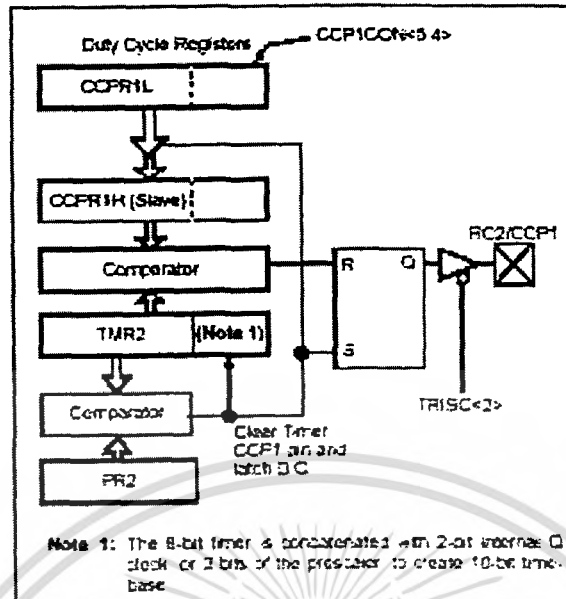 Duty Cycle Registers
CCP1CON<5:4>
CCPR1L
CCPR1H (Slave)
Comparator
RC2/CCP1
R
Q
TMR2
(Note 1)
S
Comparator
TRISC<2>
Clear Timer
CCP1 pin and
latch D.C.
PR2
Note 1: The 8-bit timer is concatenated with 2-bit internal Q
clock or 2 bits of the prescaler to create 10-bit time-
base